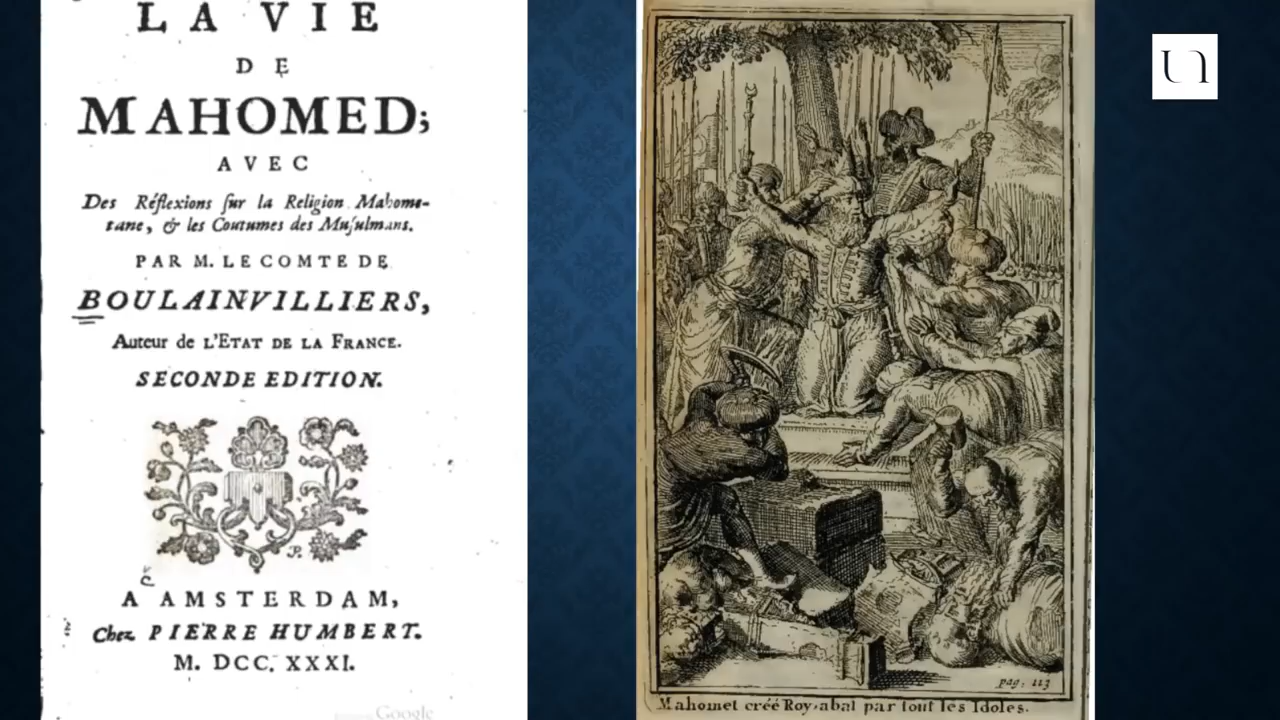 LA VIE
DE
MAHOMED;
AVEC
Des Réflexions ſur la Religion Mahome-
tane, & les Coutumes des Muſulmans.
PAR M. LE COMTE DE
BOULAINVILLIERS,
Auteur de L'ETAT DE LA FRANCE.
SECONDE EDITION.
A AMSTERDAM,
Chez PIERRE HUMBERT.
M. DCC. XXXI.
Google
pag. 113
Mahomet créé Roy, abat par tout les Idoles.